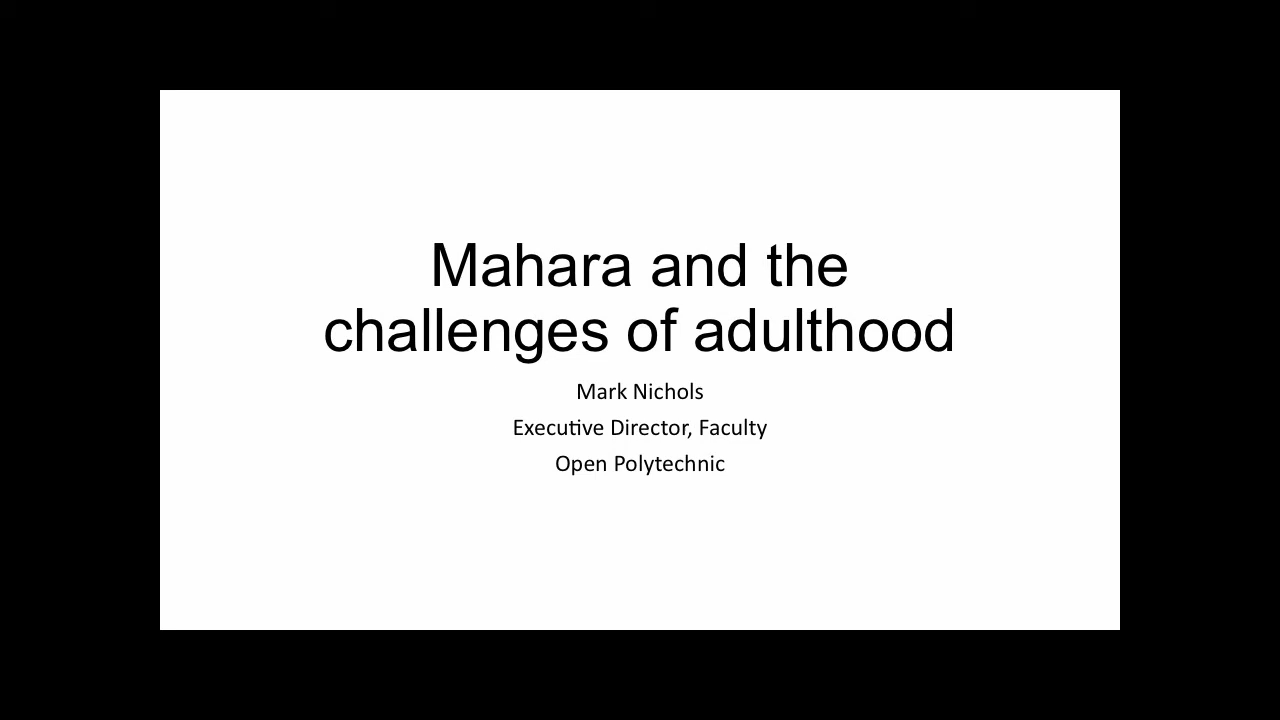 Mahara and the
challenges of adulthood
Mark Nichols
Executive Director, Faculty
Open Polytechnic